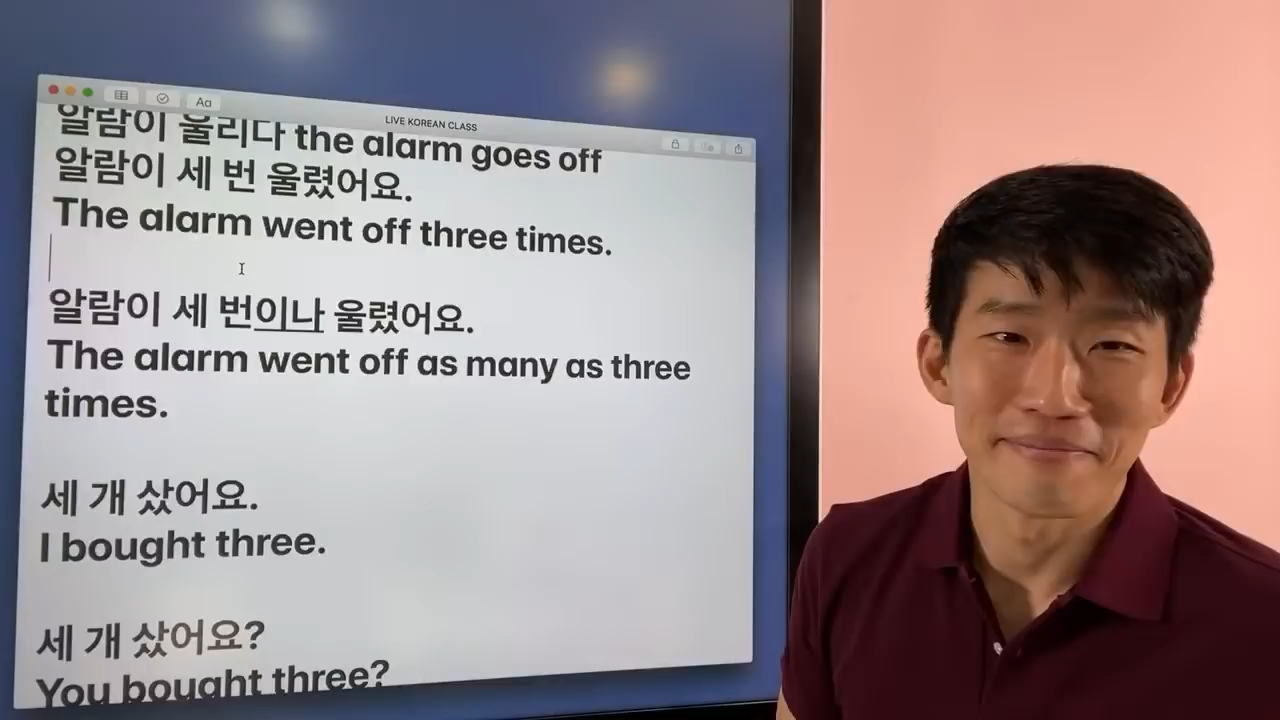 Aa
LIVE KOREAN CLASS
알람이 울리다 the alarm goes off
알람이 세 번 울렸어요.
The alarm went off three times.
알람이 세 번이나 울렸어요.
The alarm went off as many as three
times.
세 개 샀어요.
I bought three.
세 개 샀어요?
You bought three?